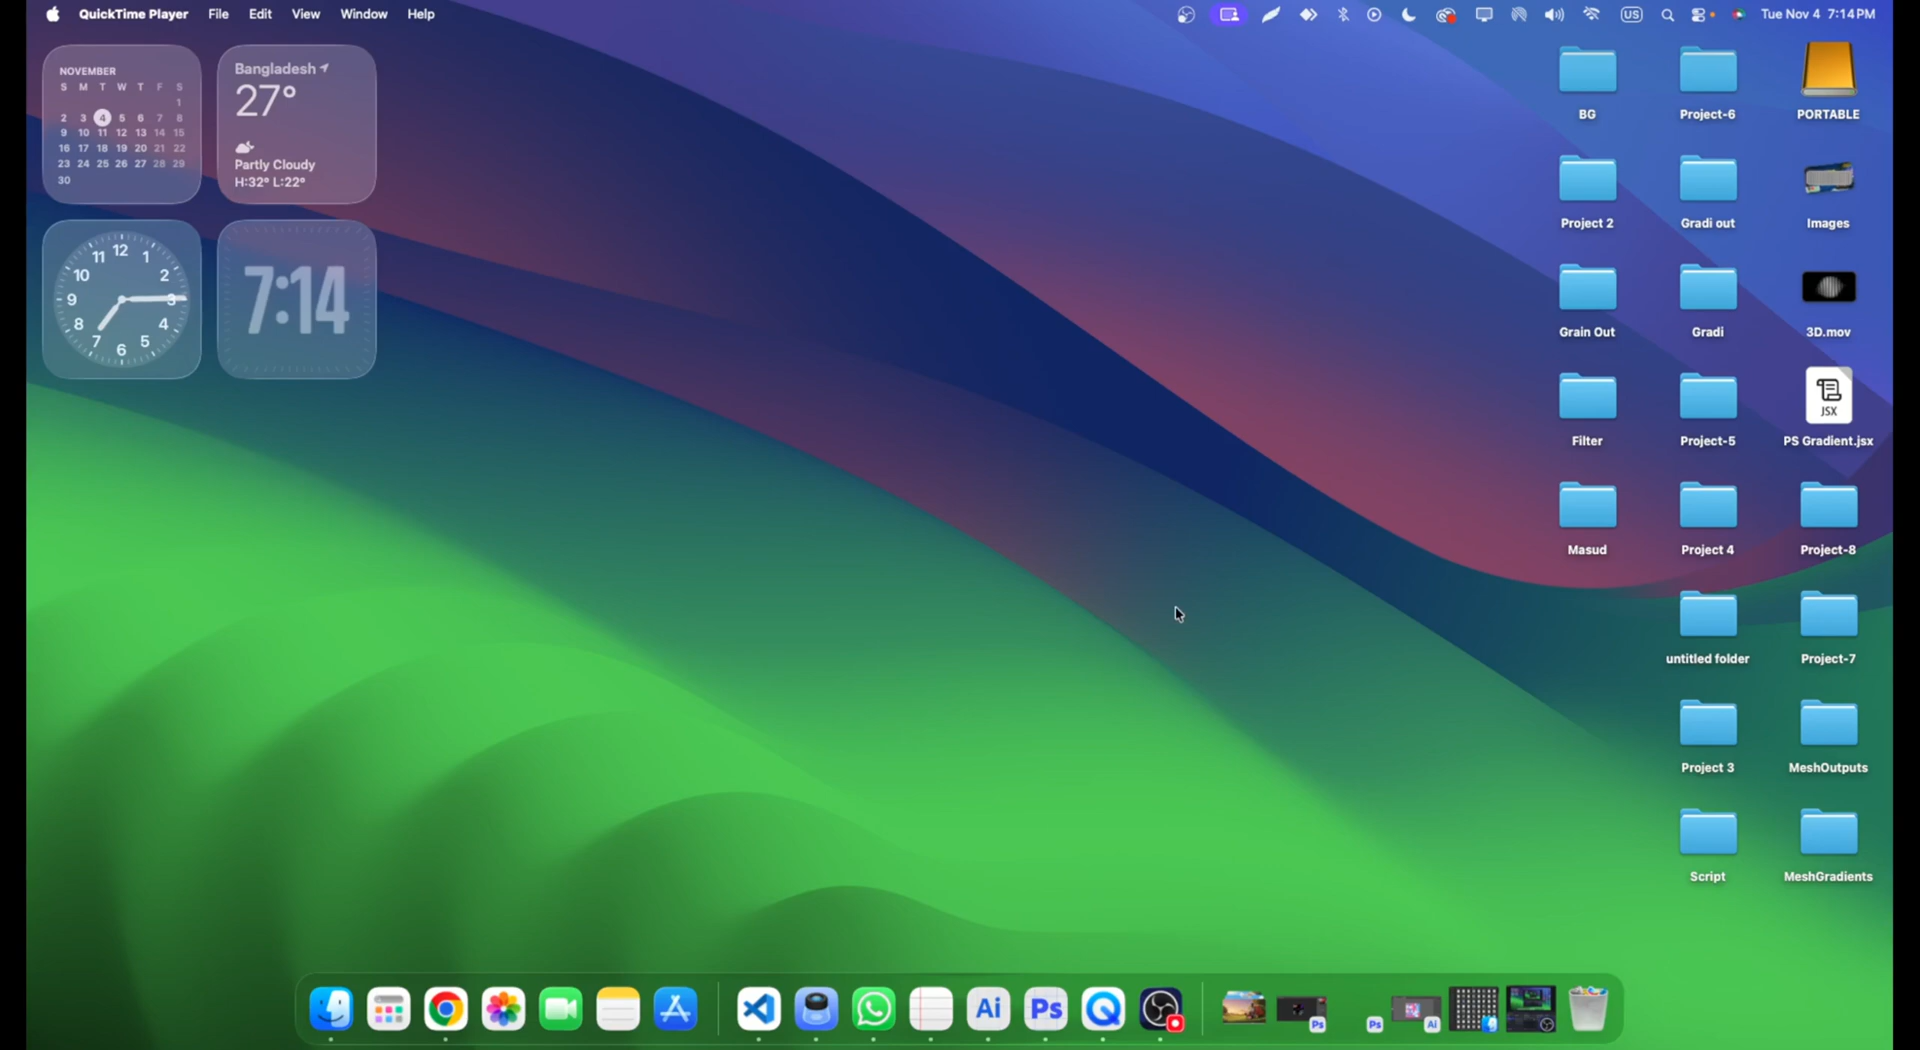 QuickTime Player File Edit View Window Help US Tue Nov 4 7:14 PM
NOVEMBER
S M T W T F S
1
2 3 4 5 6 7 8
9 10 11 12 13 14 15
16 17 18 19 20 21 22
23 24 25 26 27 28 29
30
Bangladesh
27°
Partly Cloudy
H:32° L:22°
12
11 1
10 2
9 3
8 4
7 5
6
7:14
BG Project-6 PORTABLE
Project 2 Gradi out Images
Grain Out Gradi 3D.mov
JSX
Filter Project-5 PS Gradient.jsx
Masud Project 4 Project-8
untitled folder Project-7
Project 3 MeshOutputs
Script MeshGradients
Ai Ps Ps Ps Ai